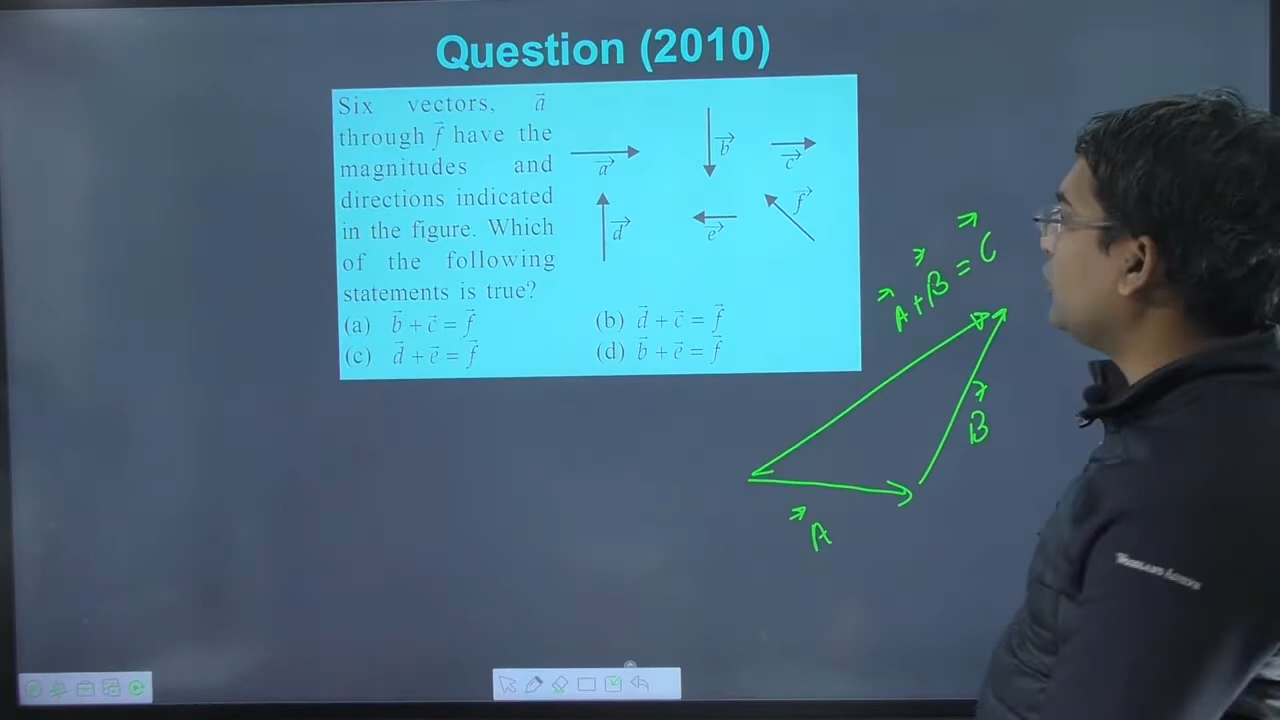 Question (2010)
Six vectors, a⃗
through f⃗ have the
magnitudes and
directions indicated
in the figure. Which
of the following
statements is true?
a⃗
b⃗
c⃗
d⃗
e⃗
f⃗
(a) b⃗ + c⃗ = f⃗ (b) d⃗ + c⃗ = f⃗
(c) d⃗ + e⃗ = f⃗ (d) b⃗ + e⃗ = f⃗
A⃗ + B⃗ = C⃗
B⃗
A⃗